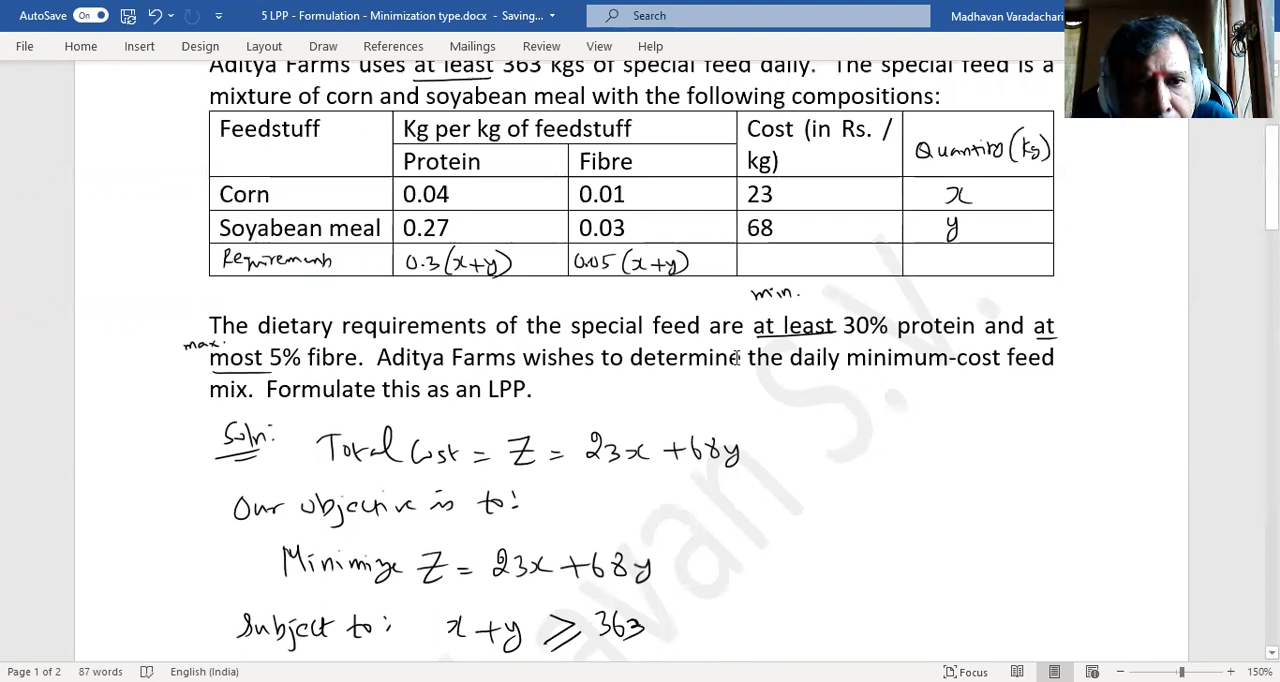 AutoSave On 5 LPP - Formulation - Minimization type.docx - Saving... Search Madhavan Varadachari
File Home Insert Design Layout Draw References Mailings Review View Help
Aditya Farms uses at least 363 kgs of special feed daily. The special feed is a
mixture of corn and soyabean meal with the following compositions:
Feedstuff Kg per kg of feedstuff Cost (in Rs. / kg) Quantity (kg)
Protein Fibre
Corn 0.04 0.01 23 x
Soyabean meal 0.27 0.03 68 y
Requirements 0.3(x+y) 0.05(x+y)
min.
The dietary requirements of the special feed are at least 30% protein and at
max.
most 5% fibre. Aditya Farms wishes to determine the daily minimum-cost feed
mix. Formulate this as an LPP.
Soln: Total Cost = Z = 23x + 68y
Our objective is to:
Minimize Z = 23x + 68y
Subject to: x + y ⩾ 363
avan S.V.
Page 1 of 2 87 words English (India) Focus 150%